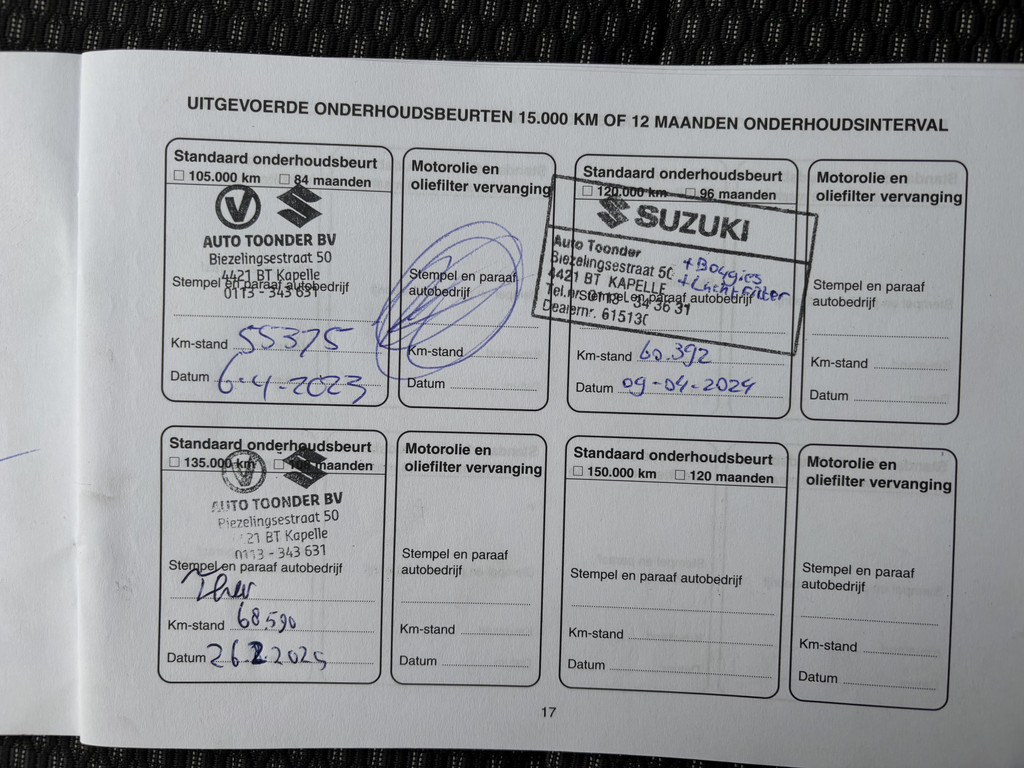 UITGEVOERDE ONDERHOUDSBEURTEN 15.000 KM OF 12 MAANDEN ONDERHOUDSINTERVAL
Standaard onderhoudsbeurt
☐ 105.000 km ☐ 84 maanden
AUTO TOONDER BV
Biezelingsestraat 50
4421 BT Kapelle
Stempel en paraaf autobedrijf
0113 - 343 631
Km-stand 55375
Datum 6-4-2023
Motorolie en
oliefilter vervanging
Stempel en paraaf
autobedrijf
Km-stand
Datum
Standaard onderhoudsbeurt
☐ 120.000 km ☐ 96 maanden
SUZUKI
Auto Toonder
Biezelingsestraat 50
+ Bougies
4421 BT KAPELLE
+ Luchtfilter
Stempel en paraaf autobedrijf
Tel.nr. 0113 - 34 36 31
Dealernr. 615130
Km-stand 60.392
Datum 09-04-2024
Motorolie en
oliefilter vervanging
Stempel en paraaf
autobedrijf
Km-stand
Datum
Standaard onderhoudsbeurt
☐ 135.000 km ☐ 108 maanden
AUTO TOONDER BV
Biezelingsestraat 50
21 BT Kapelle
0113 - 343 631
Stempel en paraaf autobedrijf
Km-stand 68590
Datum 26 2 2025
Motorolie en
oliefilter vervanging
Stempel en paraaf
autobedrijf
Km-stand
Datum
Standaard onderhoudsbeurt
☐ 150.000 km ☐ 120 maanden
Stempel en paraaf autobedrijf
Km-stand
Datum
Motorolie en
oliefilter vervanging
Stempel en paraaf
autobedrijf
Km-stand
Datum
17